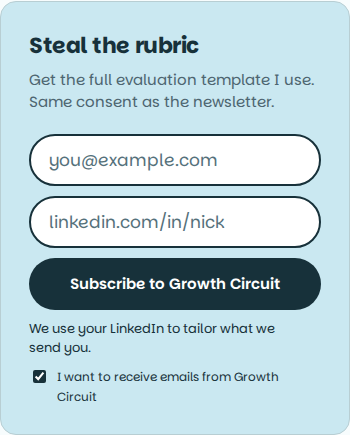 Steal the rubric
Get the full evaluation template I use.
Same consent as the newsletter.
you@example.com
linkedin.com/in/nick
Subscribe to Growth Circuit
We use your LinkedIn to tailor what we
send you.
I want to receive emails from Growth
Circuit